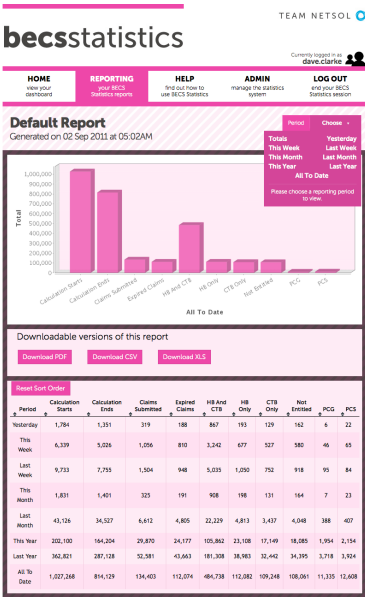 TEAM NETSOL
becsstatistics
Currently logged in as
dave.clarke
HOME
view your
dashboard
REPORTING
your BECS
Statistics reports
HELP
find out how to
use BECS Statistics
ADMIN
manage the statistics
system
LOG OUT
end your BECS
Statistics session
Default Report
Generated on 02 Sep 2011 at 05:02AM
Period Choose
Totals Yesterday
This Week Last Week
This Month Last Month
This Year Last Year
All To Date
Please choose a reporting period
to view.
Total
1,000,000
900,000
800,000
700,000
600,000
500,000
400,000
300,000
200,000
100,000
0
Calculation Starts
Calculation Ends
Claims Submitted
Expired Claims
HB And CTB
HB Only
CTB Only
Not Entitled
PCG
PCS
All To Date
Downloadable versions of this report
Download PDF Download CSV Download XLS
Reset Sort Order
Period Calculation Starts Calculation Ends Claims Submitted Expired Claims HB And CTB HB Only CTB Only Not Entitled PCG PCS
Yesterday 1,784 1,351 319 188 867 193 129 162 6 22
This Week 6,339 5,026 1,056 810 3,242 677 527 580 46 65
Last Week 9,733 7,755 1,504 948 5,035 1,050 752 918 95 84
This Month 1,831 1,401 325 191 908 198 131 164 7 23
Last Month 43,126 34,527 6,612 4,805 22,229 4,813 3,437 4,048 388 407
This Year 202,100 164,204 29,870 24,177 105,862 23,108 17,149 18,085 1,954 2,154
Last Year 362,821 287,128 52,581 43,663 181,308 38,983 32,442 34,395 3,718 3,924
All To Date 1,027,268 814,129 134,403 112,074 484,738 112,082 109,248 108,061 11,335 12,608